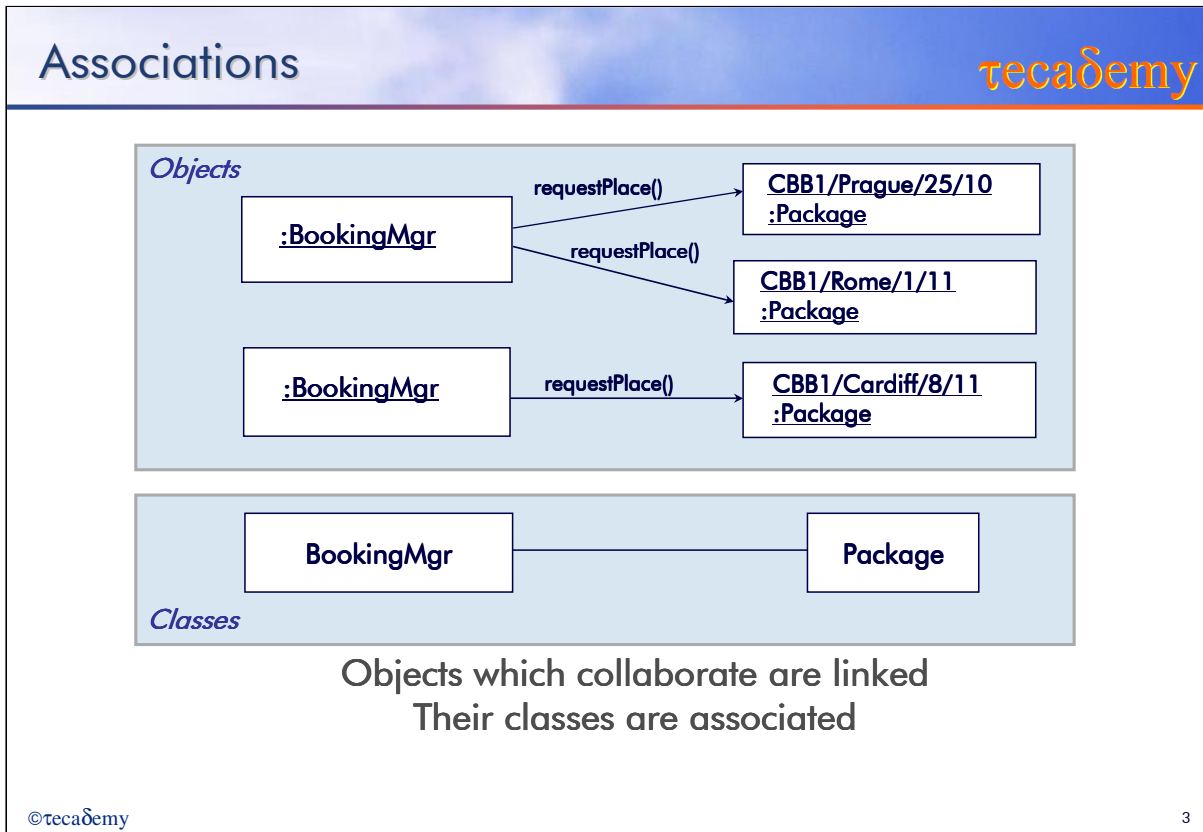 Associations
τecaδemy
Objects
:BookingMgr
requestPlace()
CBB1/Prague/25/10
:Package
requestPlace()
CBB1/Rome/1/11
:Package
:BookingMgr
requestPlace()
CBB1/Cardiff/8/11
:Package
BookingMgr
Package
Classes
Objects which collaborate are linked
Their classes are associated
©τecaδemy
3